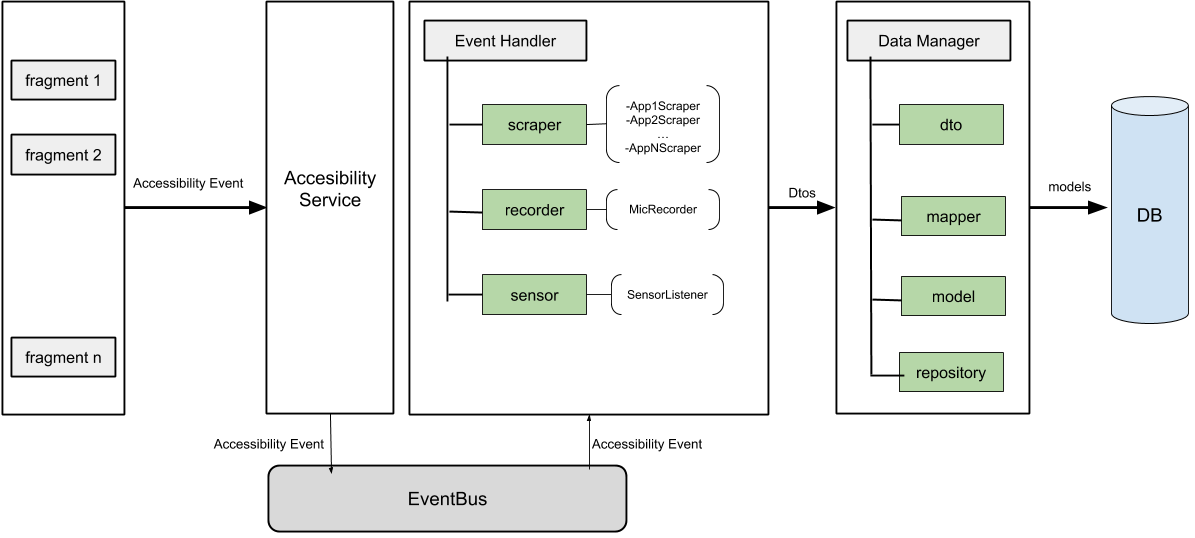 fragment 1
fragment 2
fragment n
Accessibility Event
Accesibility
Service
Event Handler
scraper
-App1Scraper
-App2Scraper
...
-AppNScraper
recorder
MicRecorder
sensor
SensorListener
Dtos
Data Manager
dto
mapper
model
repository
models
DB
Accessibility Event
Accessibility Event
EventBus